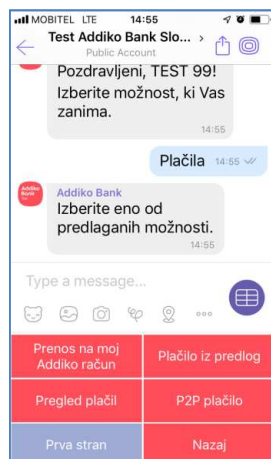 MOBITEL LTE 14:55
Test Addiko Bank Slo... >
Public Account
Pozdravljeni, TEST 99!
Izberite možnost, ki Vas
zanima.
14:55
Plačila 14:55
Addiko Bank
Addiko Bank
Izberite eno od
predlaganih možnosti.
14:55
Type a message...
Prenos na moj
Addiko račun
Plačilo iz predlog
Pregled plačil
P2P plačilo
Prva stran
Nazaj